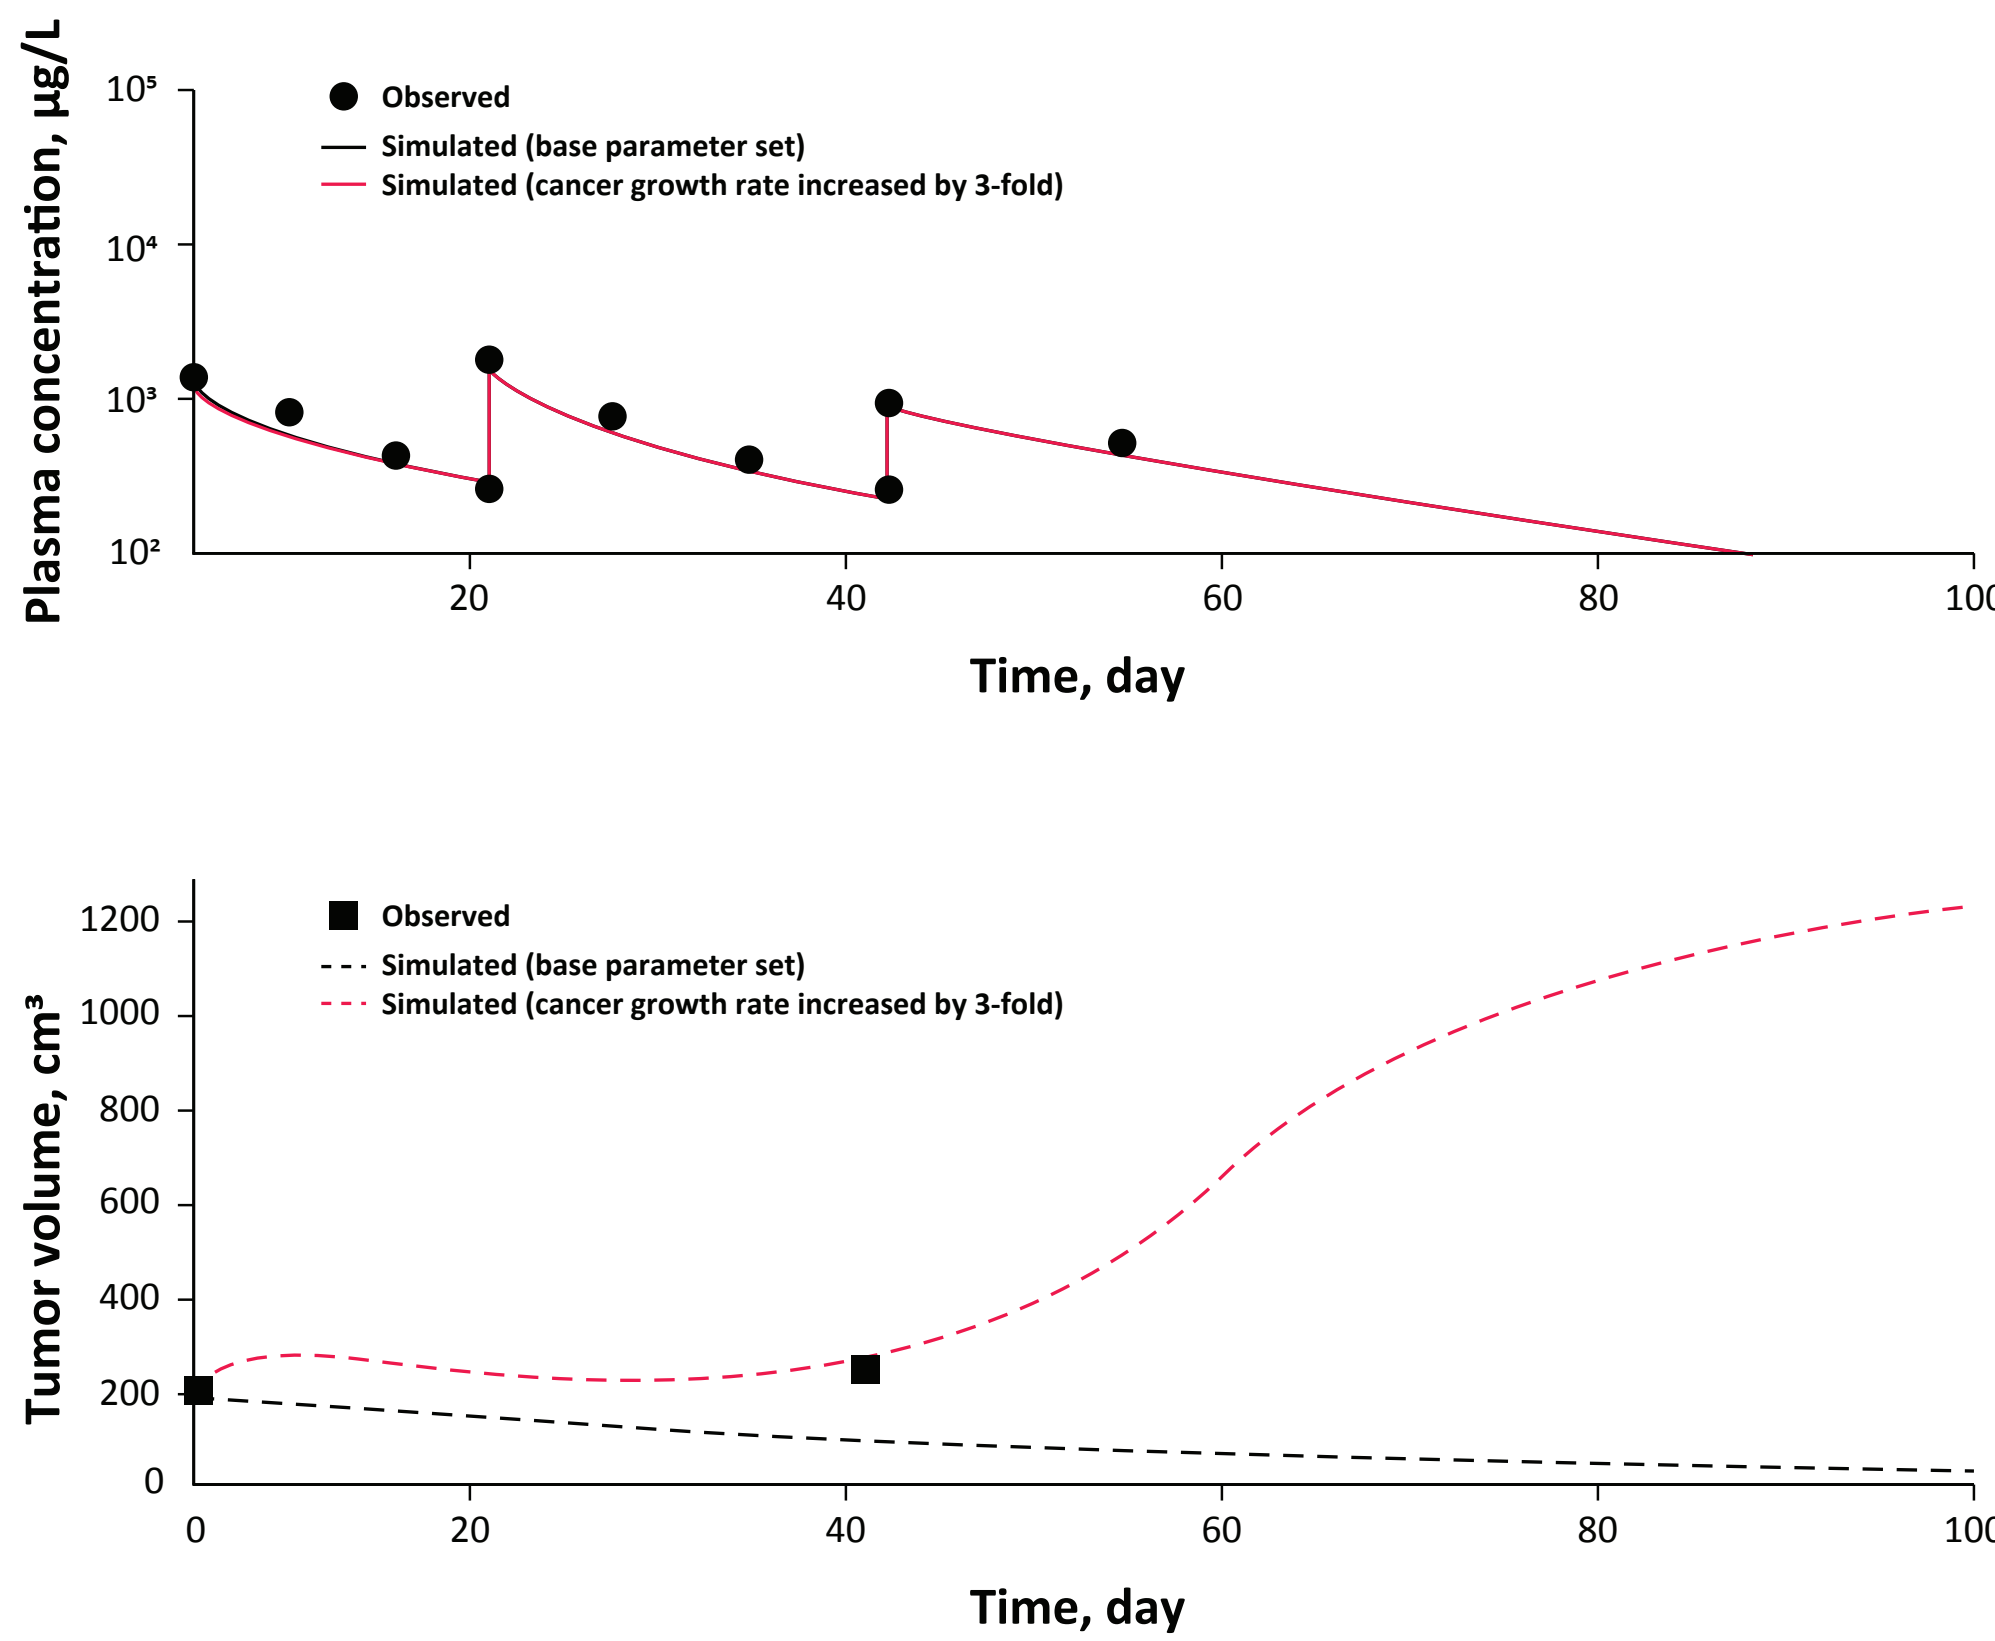 Plasma concentration, µg/L
10⁵
10⁴
10³
10²
Observed
Simulated (base parameter set)
Simulated (cancer growth rate increased by 3-fold)
20 40 60 80 100
Time, day
Tumor volume, cm³
1200
1000
800
600
400
200
0
Observed
Simulated (base parameter set)
Simulated (cancer growth rate increased by 3-fold)
0 20 40 60 80 100
Time, day